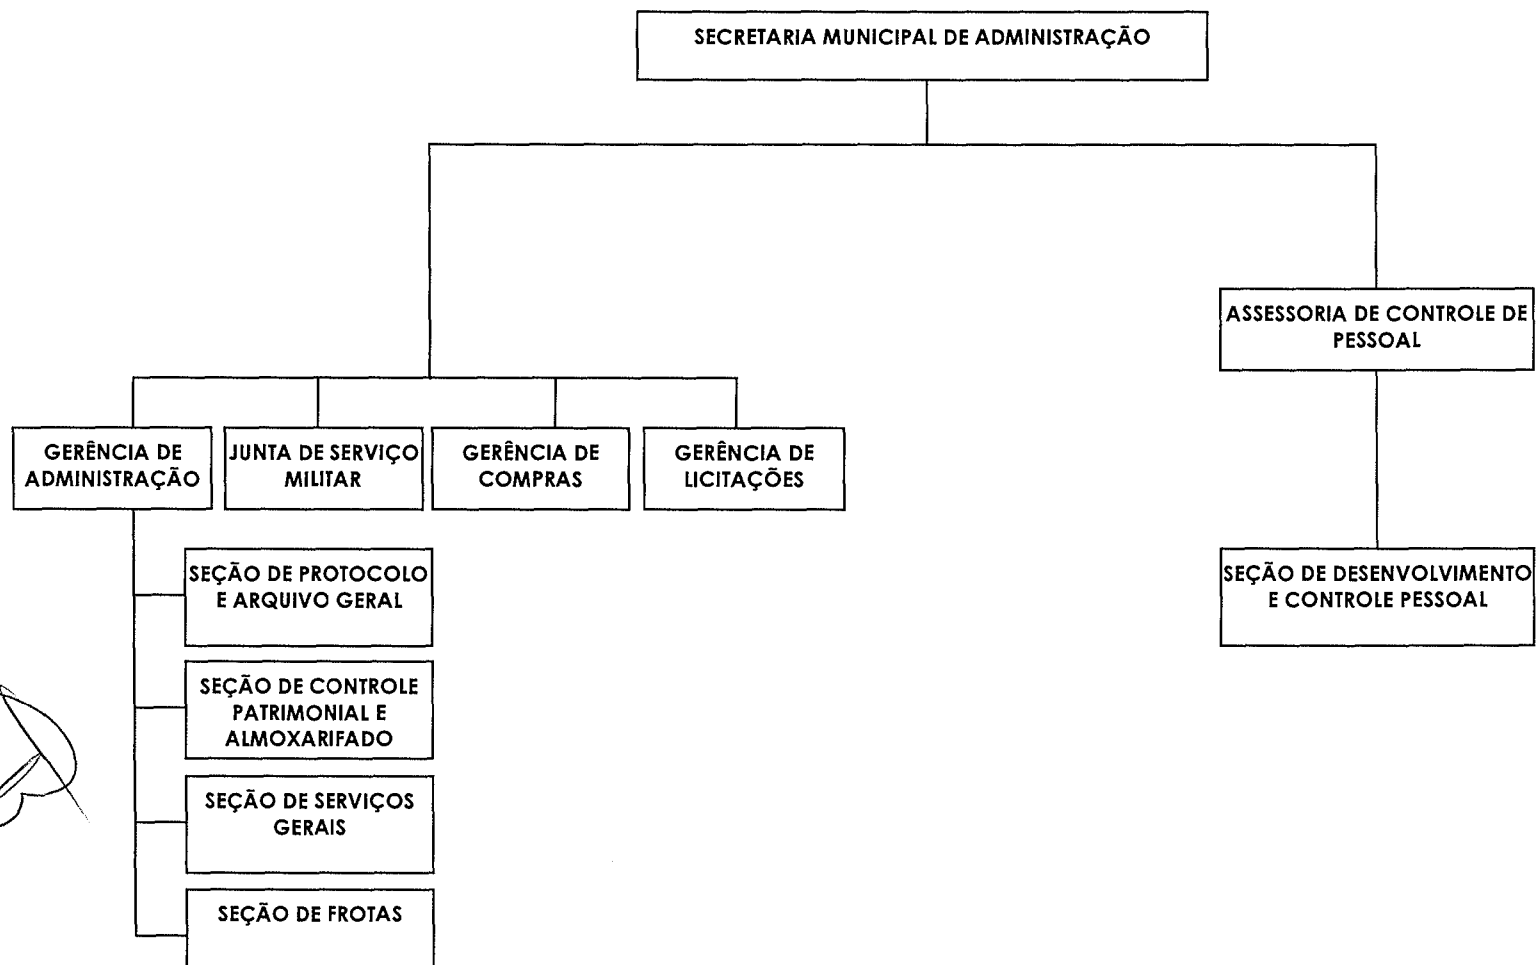 SECRETARIA MUNICIPAL DE ADMINISTRAÇÃO
ASSESSORIA DE CONTROLE DE
PESSOAL
GERÊNCIA DE
ADMINISTRAÇÃO
JUNTA DE SERVIÇO
MILITAR
GERÊNCIA DE
COMPRAS
GERÊNCIA DE
LICITAÇÕES
SEÇÃO DE PROTOCOLO
E ARQUIVO GERAL
SEÇÃO DE CONTROLE
PATRIMONIAL E
ALMOXARIFADO
SEÇÃO DE SERVIÇOS
GERAIS
SEÇÃO DE FROTAS
SEÇÃO DE DESENVOLVIMENTO
E CONTROLE PESSOAL